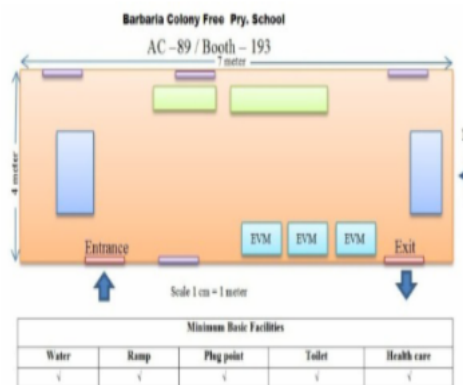 Barbaria Colony Free Pry. School
AC –89 / Booth – 193
7 meter
4 meter
EVM EVM EVM
Entrance Exit
Scale 1 cm = 1 meter
Minimum Basic Facilities
Water Ramp Plug point Toilet Health care
√ √ √ √ √